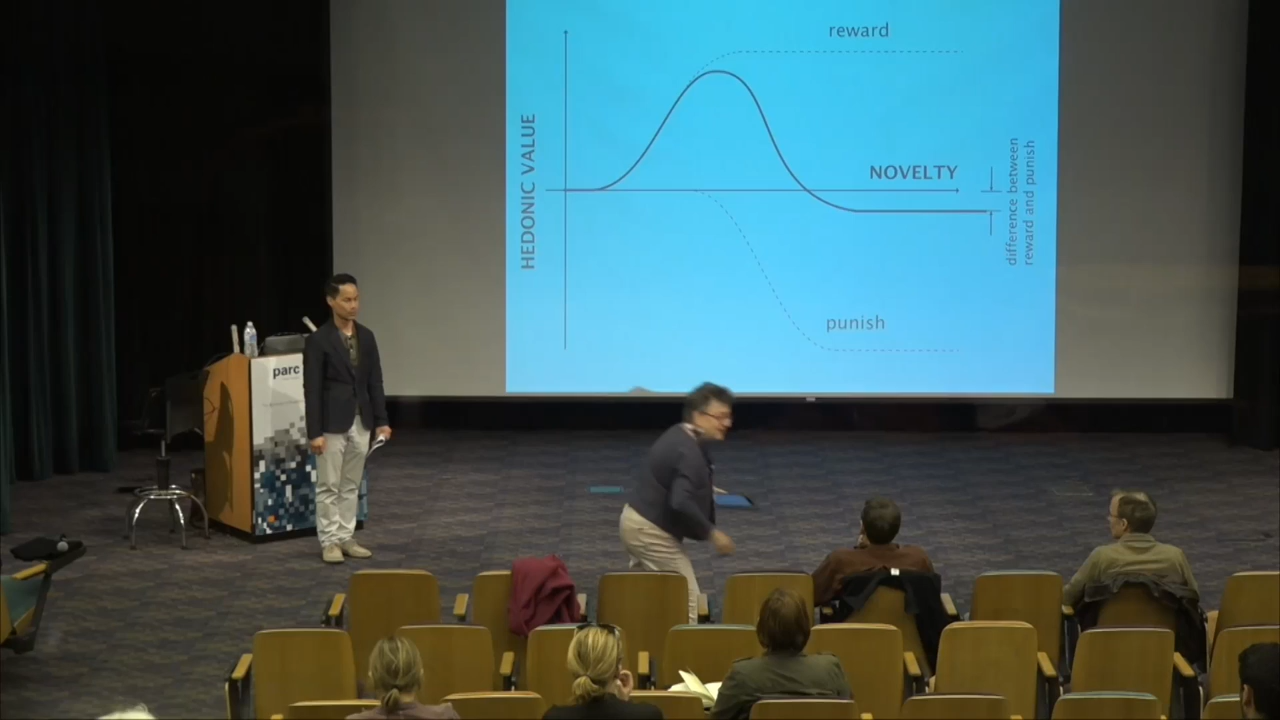 reward
HEDONIC VALUE
NOVELTY
difference between
reward and punish
punish
parc